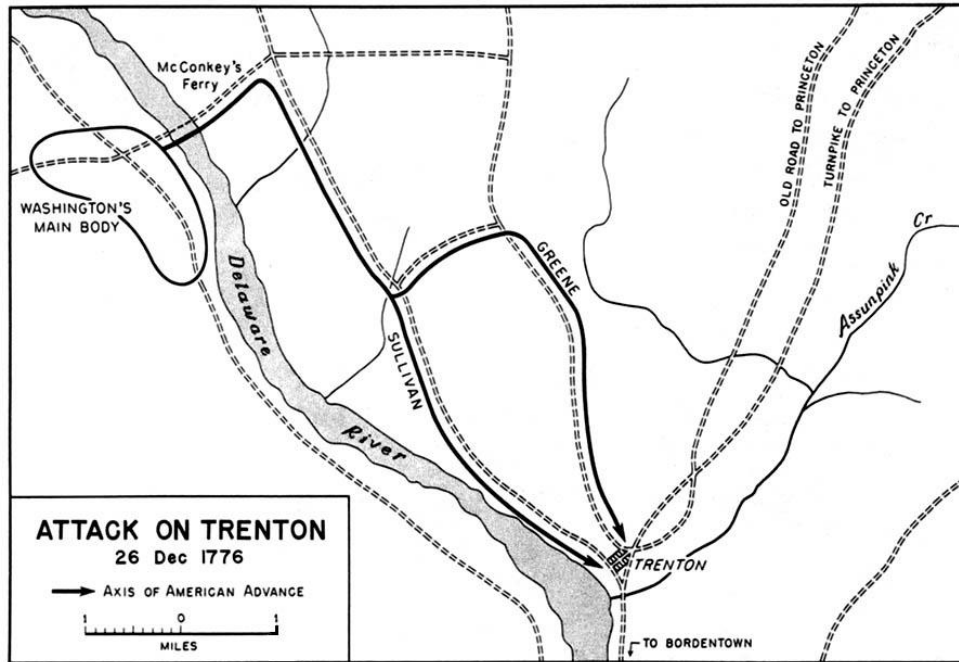 McConkey's
Ferry
WASHINGTON'S
MAIN BODY
Delaware
River
SULLIVAN
GREENE
OLD ROAD TO PRINCETON
TURNPIKE TO PRINCETON
Assunpink
Cr
TRENTON
TO BORDENTOWN
ATTACK ON TRENTON
26 Dec 1776
AXIS OF AMERICAN ADVANCE
1 0 1
MILES